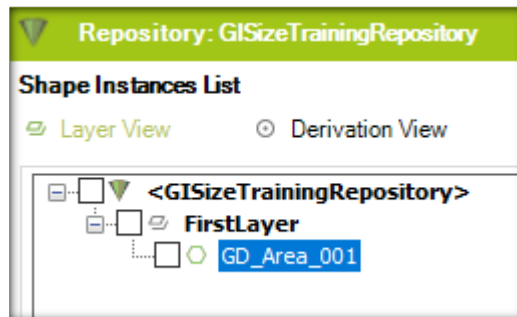 Repository: GISizeTrainingRepository
Shape Instances List
Layer View Derivation View
<GISizeTrainingRepository>
FirstLayer
GD_Area_001